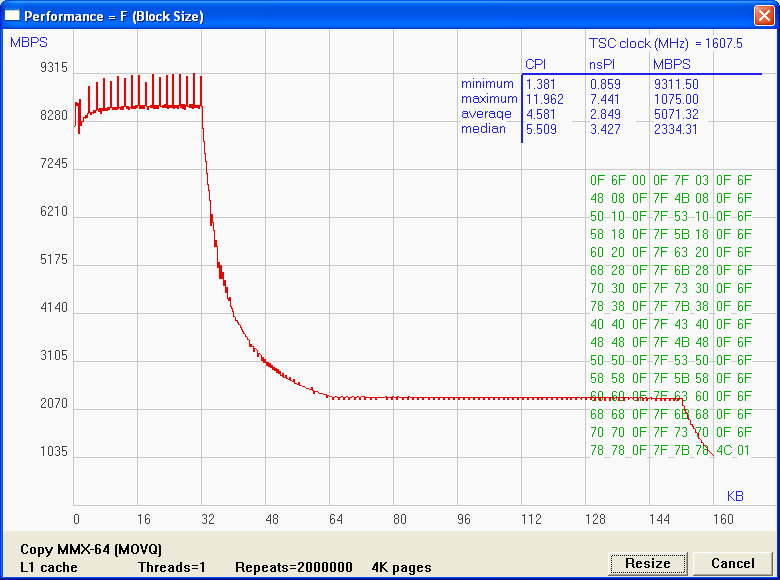 Performance = F (Block Size)
MBPS
TSC clock (MHz) = 1607.5
CPI nsPI MBPS
minimum 1.381 0.859 9311.50
maximum 11.962 7.441 1075.00
average 4.581 2.849 5071.32
median 5.509 3.427 2334.31
9315
8280
7245
6210
5175
4140
3105
2070
1035
0F 6F 00 0F 7F 03 0F 6F
48 08 0F 7F 4B 08 0F 6F
50 10 0F 7F 53 10 0F 6F
58 18 0F 7F 5B 18 0F 6F
60 20 0F 7F 63 20 0F 6F
68 28 0F 7F 6B 28 0F 6F
70 30 0F 7F 73 30 0F 6F
78 38 0F 7F 7B 38 0F 6F
40 40 0F 7F 43 40 0F 6F
48 48 0F 7F 4B 48 0F 6F
50 50 0F 7F 53 50 0F 6F
58 58 0F 7F 5B 58 0F 6F
60 60 0F 7F 63 60 0F 6F
68 68 0F 7F 6B 68 0F 6F
70 70 0F 7F 73 70 0F 6F
78 78 0F 7F 7B 78 4C 01
KB
0 16 32 48 64 80 96 112 128 144 160
Copy MMX-64 (MOVQ)
L1 cache Threads=1 Repeats=2000000 4K pages
Resize Cancel